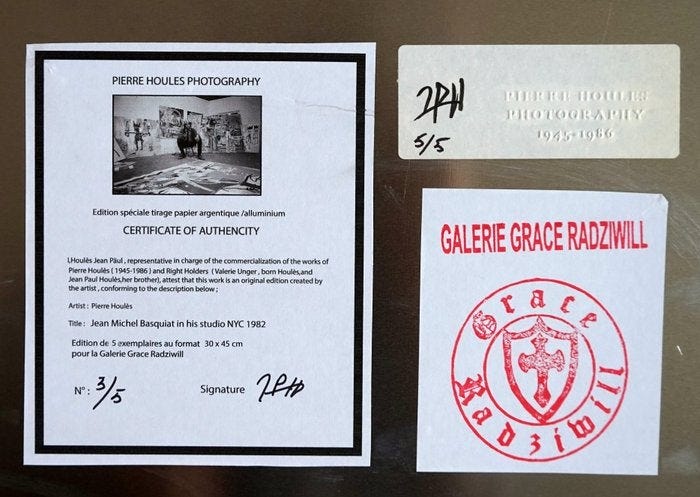 PIERRE HOULES PHOTOGRAPHY
Edition spéciale tirage papier argentique /alluminium
CERTIFICATE OF AUTHENCITY
I,Houlès Jean Päul , representative in charge of the commercialization of the works of
Pierre Houlès ( 1945-1986 ) and Right Holders ( Valerie Unger , born Houlès,and
Jean Paul Houlès,her brother), attest that this work is an original edition created by
the artist , conforming to the description below ;
Artist : Pierre Houlès
Title : Jean Michel Basquiat in his studio NYC 1982
Edition de 5 exemplaires au format 30 x 45 cm
pour la Galerie Grace Radziwill
N° : 3/5 Signature JPH
JPH
5/5
PIERRE HOULES
PHOTOGRAPHY
1945-1986
GALERIE GRACE RADZIWILL
Grace
Radziwill